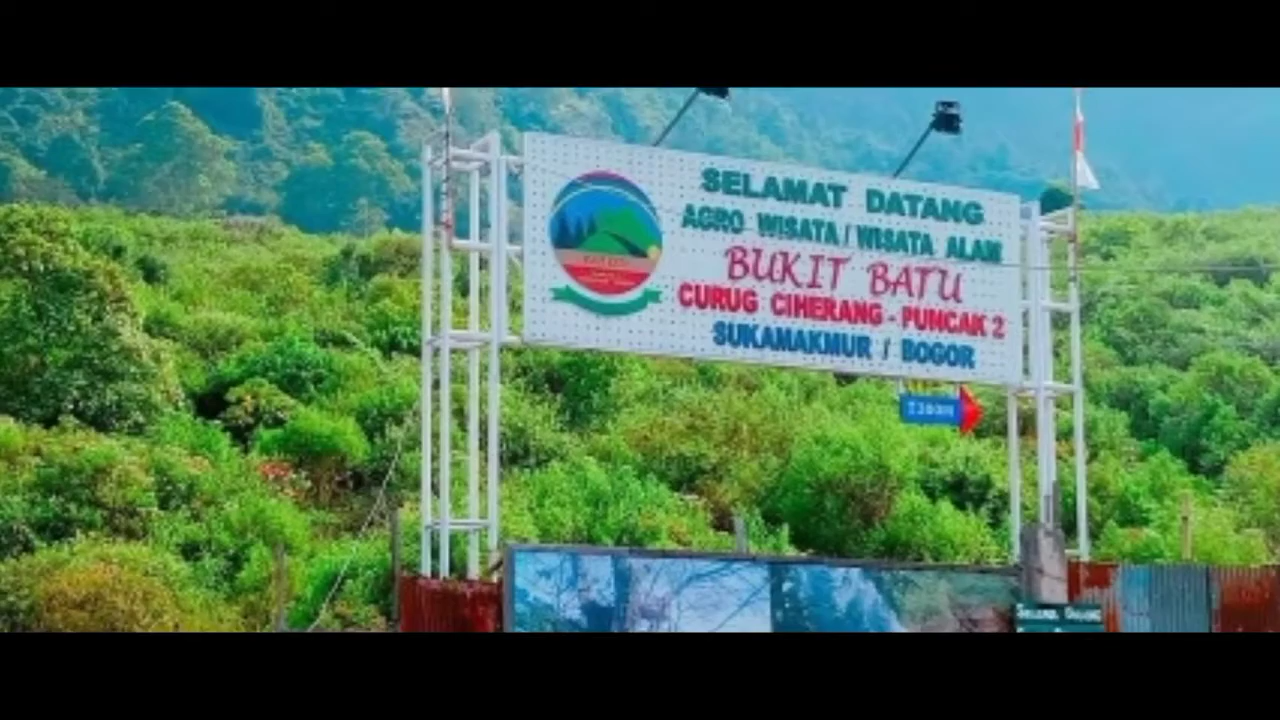 SELAMAT DATANG
AGRO WISATA / WISATA ALAM
BUKIT BATU
CURUG CIHERANG - PUNCAK 2
SUKAMAKMUR / BOGOR